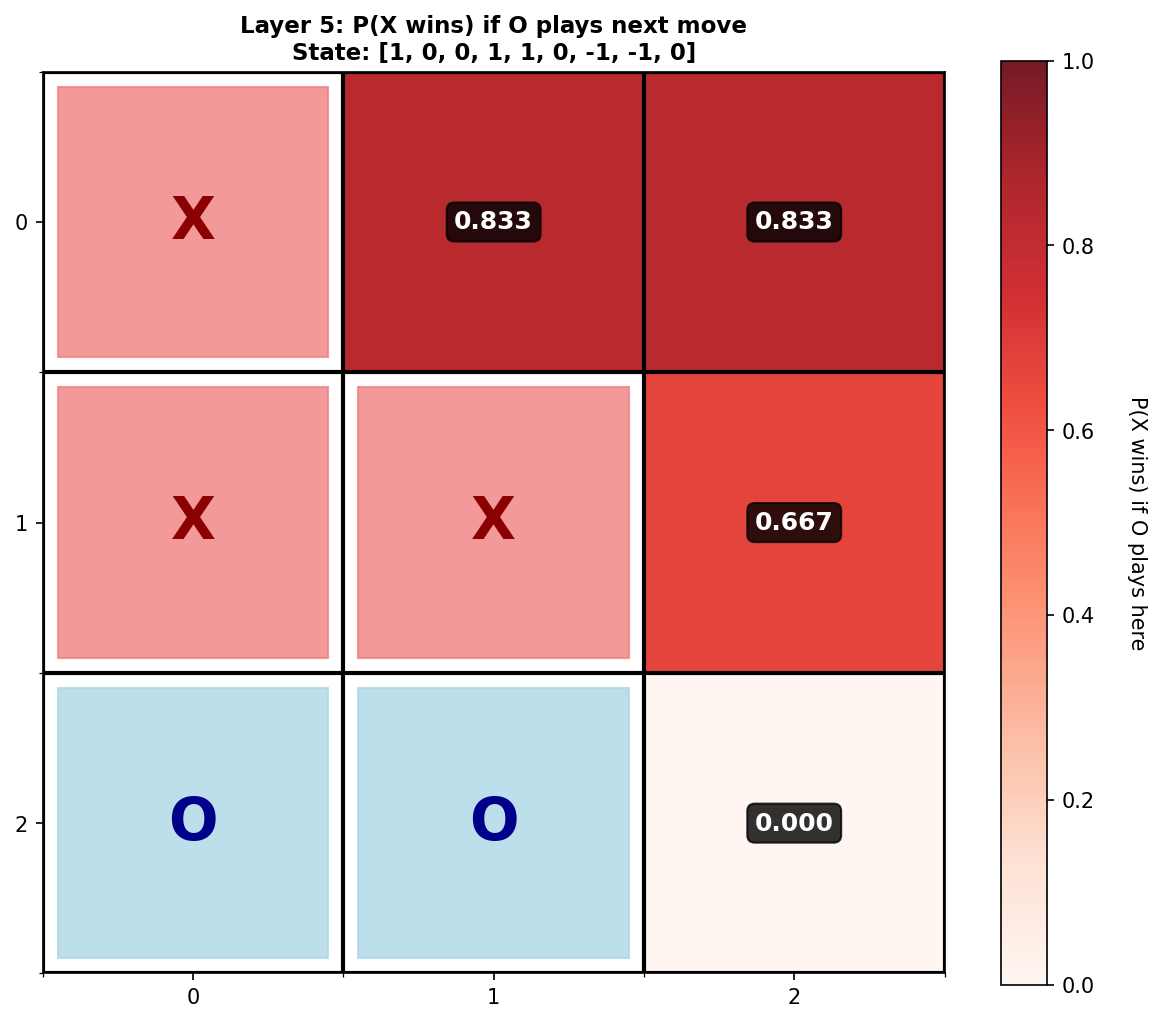 Layer 5: P(X wins) if O plays next move
State: [1, 0, 0, 1, 1, 0, -1, -1, 0]
0
X
0.833
0.833
1
X
X
0.667
2
O
O
0.000
0
1
2
1.0
0.8
0.6
0.4
0.2
0.0
P(X wins) if O plays here